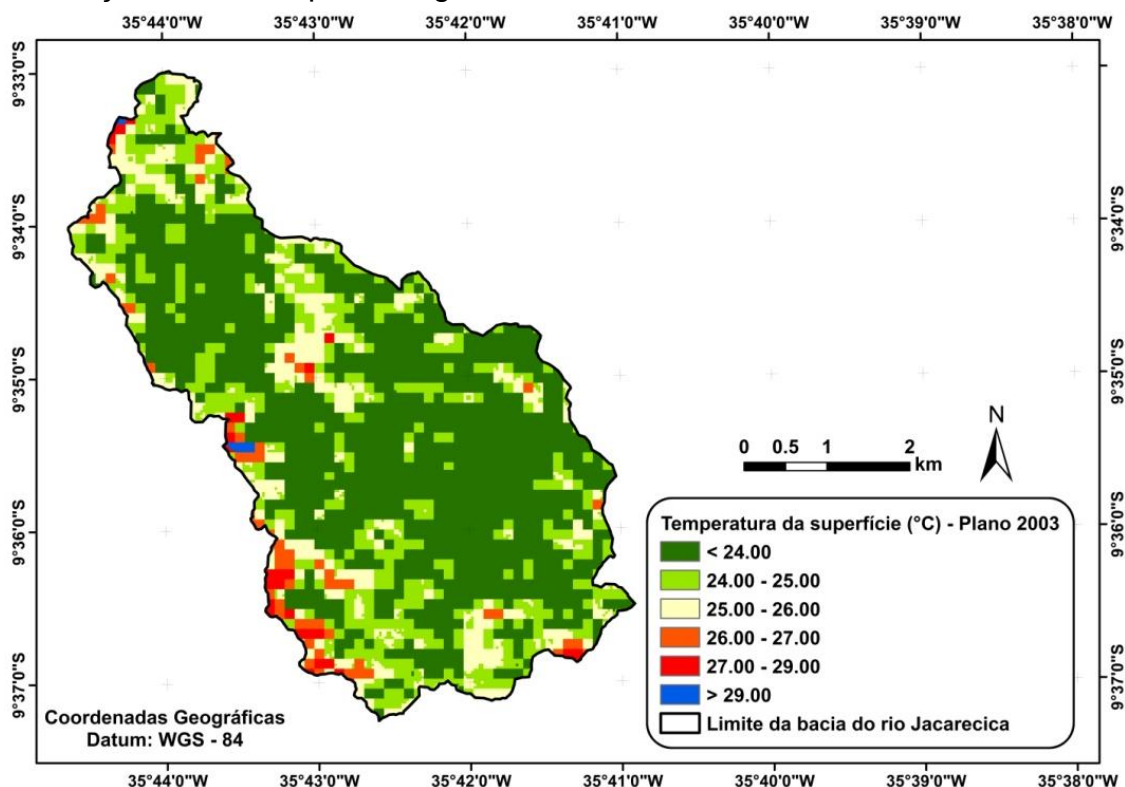 35°44'0"W 35°43'0"W 35°42'0"W 35°41'0"W 35°40'0"W 35°39'0"W 35°38'0"W
9°33'0"S
9°34'0"S
9°35'0"S
9°36'0"S
9°37'0"S
9°33'0"S
9°34'0"S
9°35'0"S
9°36'0"S
9°37'0"S
N
0 0.5 1 2
km
Temperatura da superfície (°C) - Plano 2003
< 24.00
24.00 - 25.00
25.00 - 26.00
26.00 - 27.00
27.00 - 29.00
> 29.00
Limite da bacia do rio Jacarecica
Coordenadas Geográficas
Datum: WGS - 84
35°44'0"W 35°43'0"W 35°42'0"W 35°41'0"W 35°40'0"W 35°39'0"W 35°38'0"W